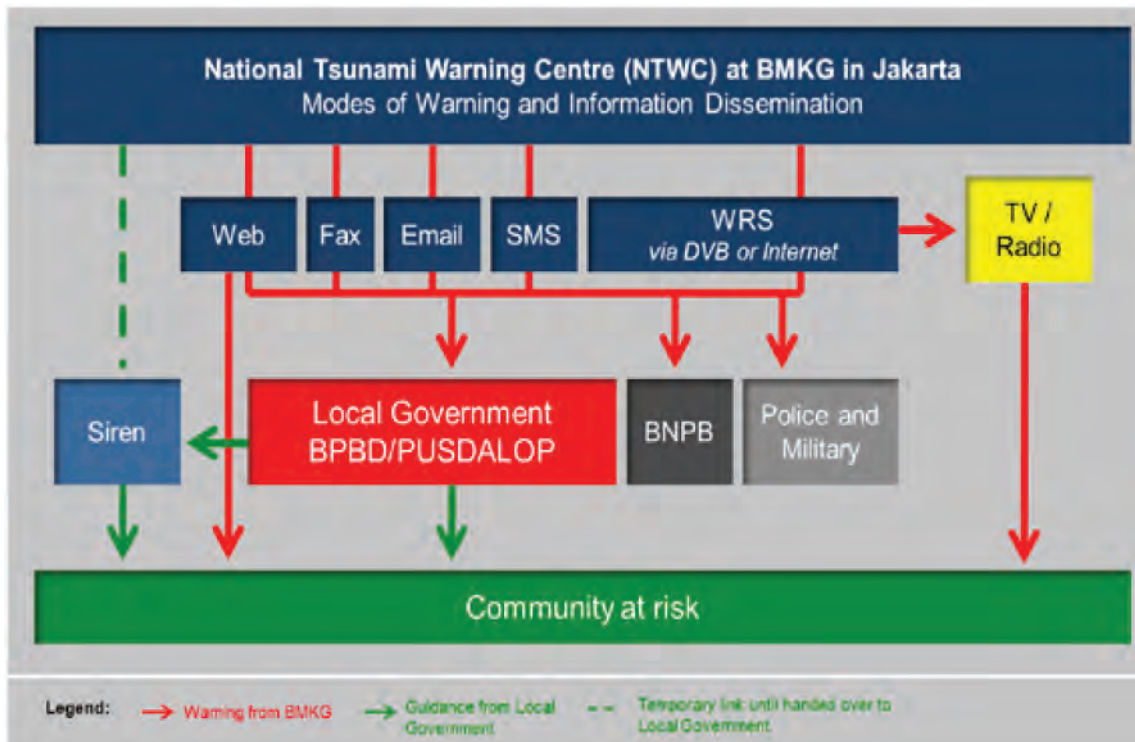 National Tsunami Warning Centre (NTWC) at BMKG in Jakarta
Modes of Warning and Information Dissemination
Web
Fax
Email
SMS
WRS
via DVB or Internet
TV /
Radio
Siren
Local Government
BPBD/PUSDALOP
BNPB
Police and
Military
Community at risk
Legend:
Warning from BMKG
Guidance from Local
Government
Temporary link until handed over to
Local Government